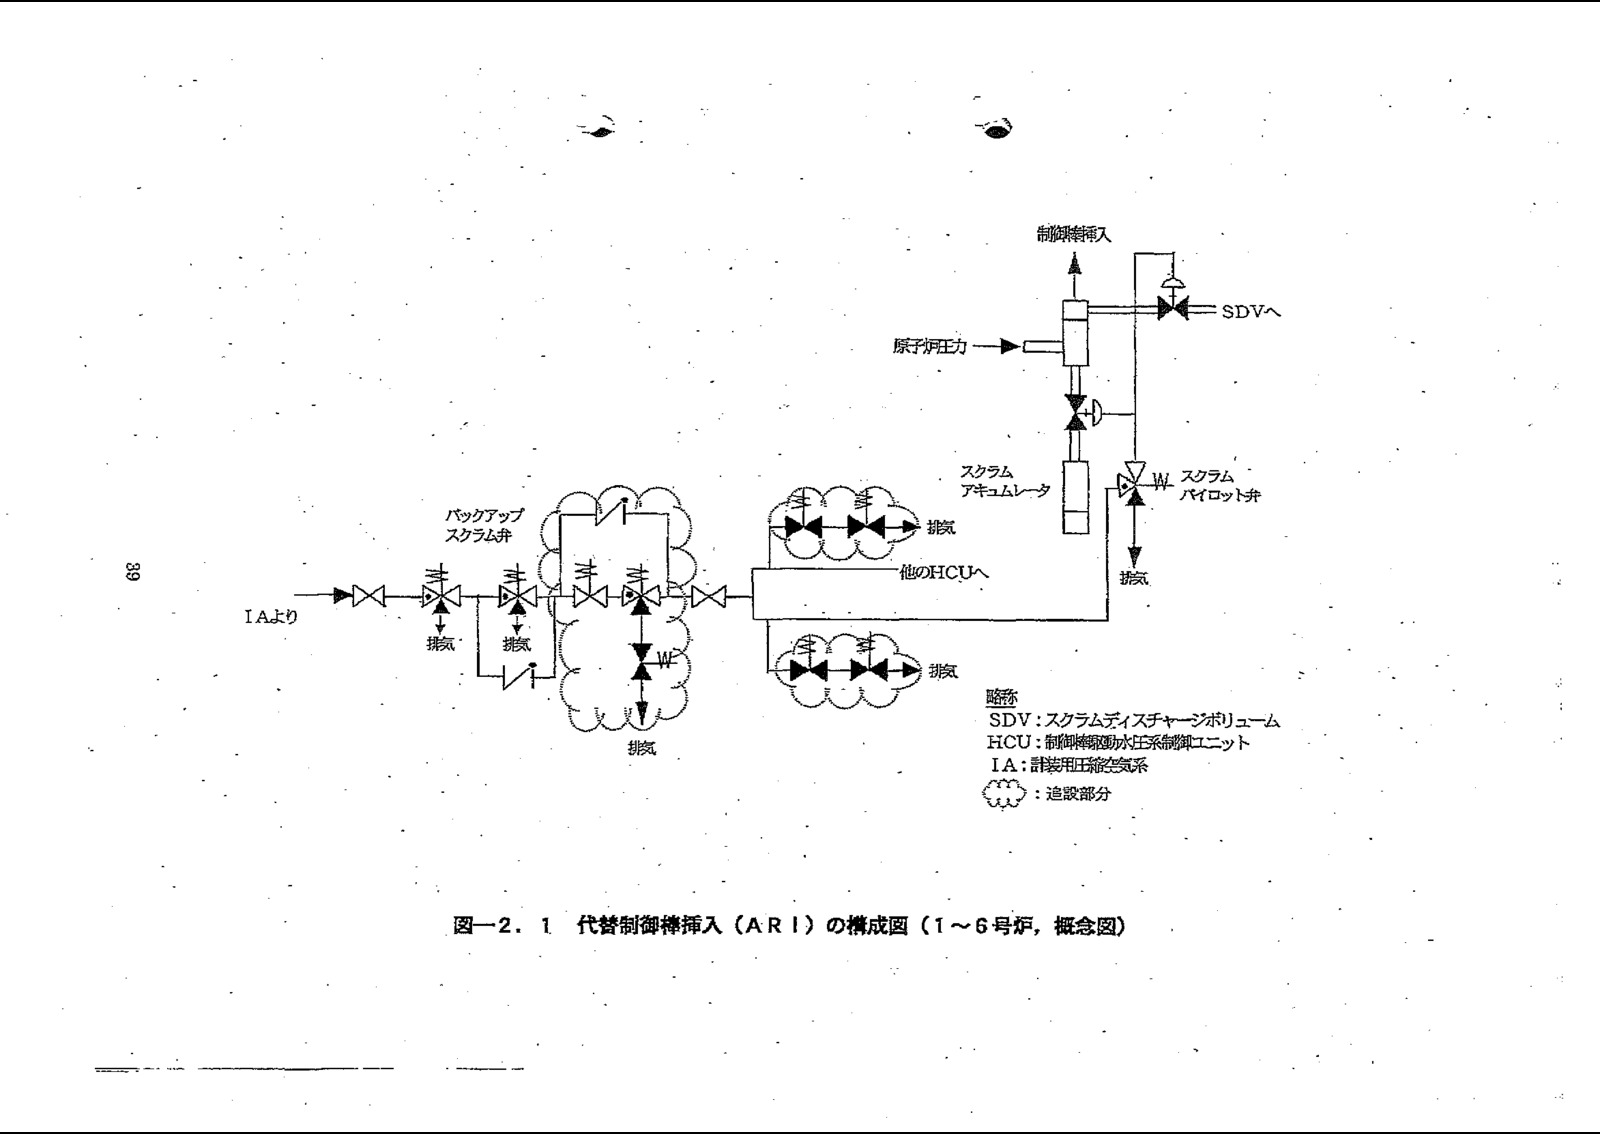 制御棒挿入
SDVへ
原子炉圧力
スクラム
アキュムレータ
スクラム
パイロット弁
排気
バックアップ
スクラム弁
排気
他のHCUへ
IAより
排気
排気
排気
排気
39
略称
SDV：スクラムディスチャージボリューム
HCU：制御棒駆動水圧系制御ユニット
IA：計装用圧縮空気系
：追設部分
図－2．1　代替制御棒挿入（ARI）の構成図（1～6号炉，概念図）